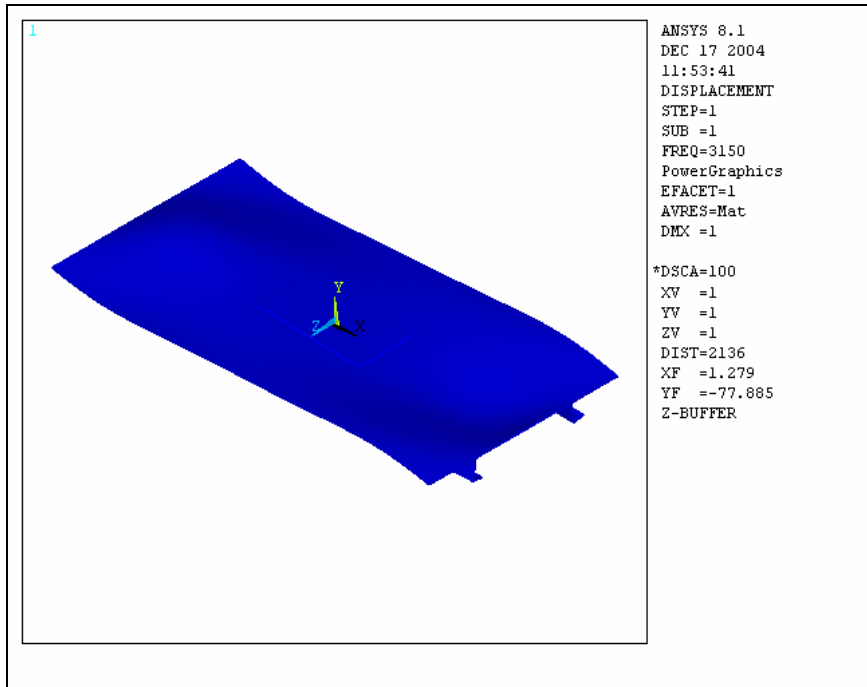 1
ANSYS 8.1
DEC 17 2004
11:53:41
DISPLACEMENT
STEP=1
SUB =1
FREQ=3150
PowerGraphics
EFACET=1
AVRES=Mat
DMX =1
*DSCA=100
XV =1
YV =1
ZV =1
DIST=2136
XF =1.279
YF =-77.885
Z-BUFFER
Y
Z X